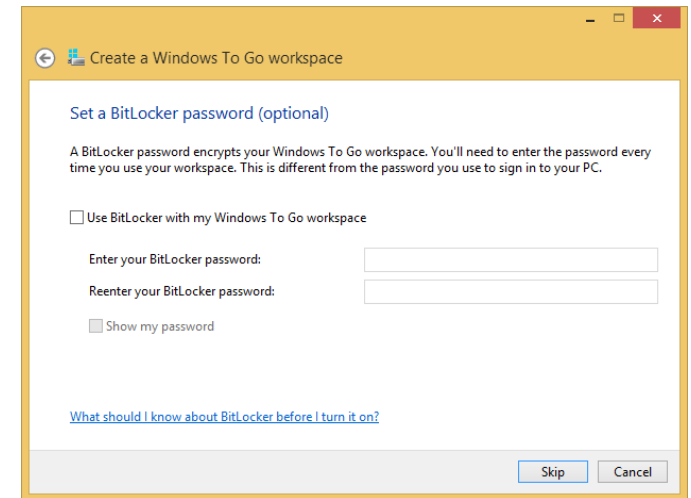 Create a Windows To Go workspace
Set a BitLocker password (optional)
A BitLocker password encrypts your Windows To Go workspace. You'll need to enter the password every
time you use your workspace. This is different from the password you use to sign in to your PC.
Use BitLocker with my Windows To Go workspace
Enter your BitLocker password:
Reenter your BitLocker password:
Show my password
What should I know about BitLocker before I turn it on?
Skip Cancel